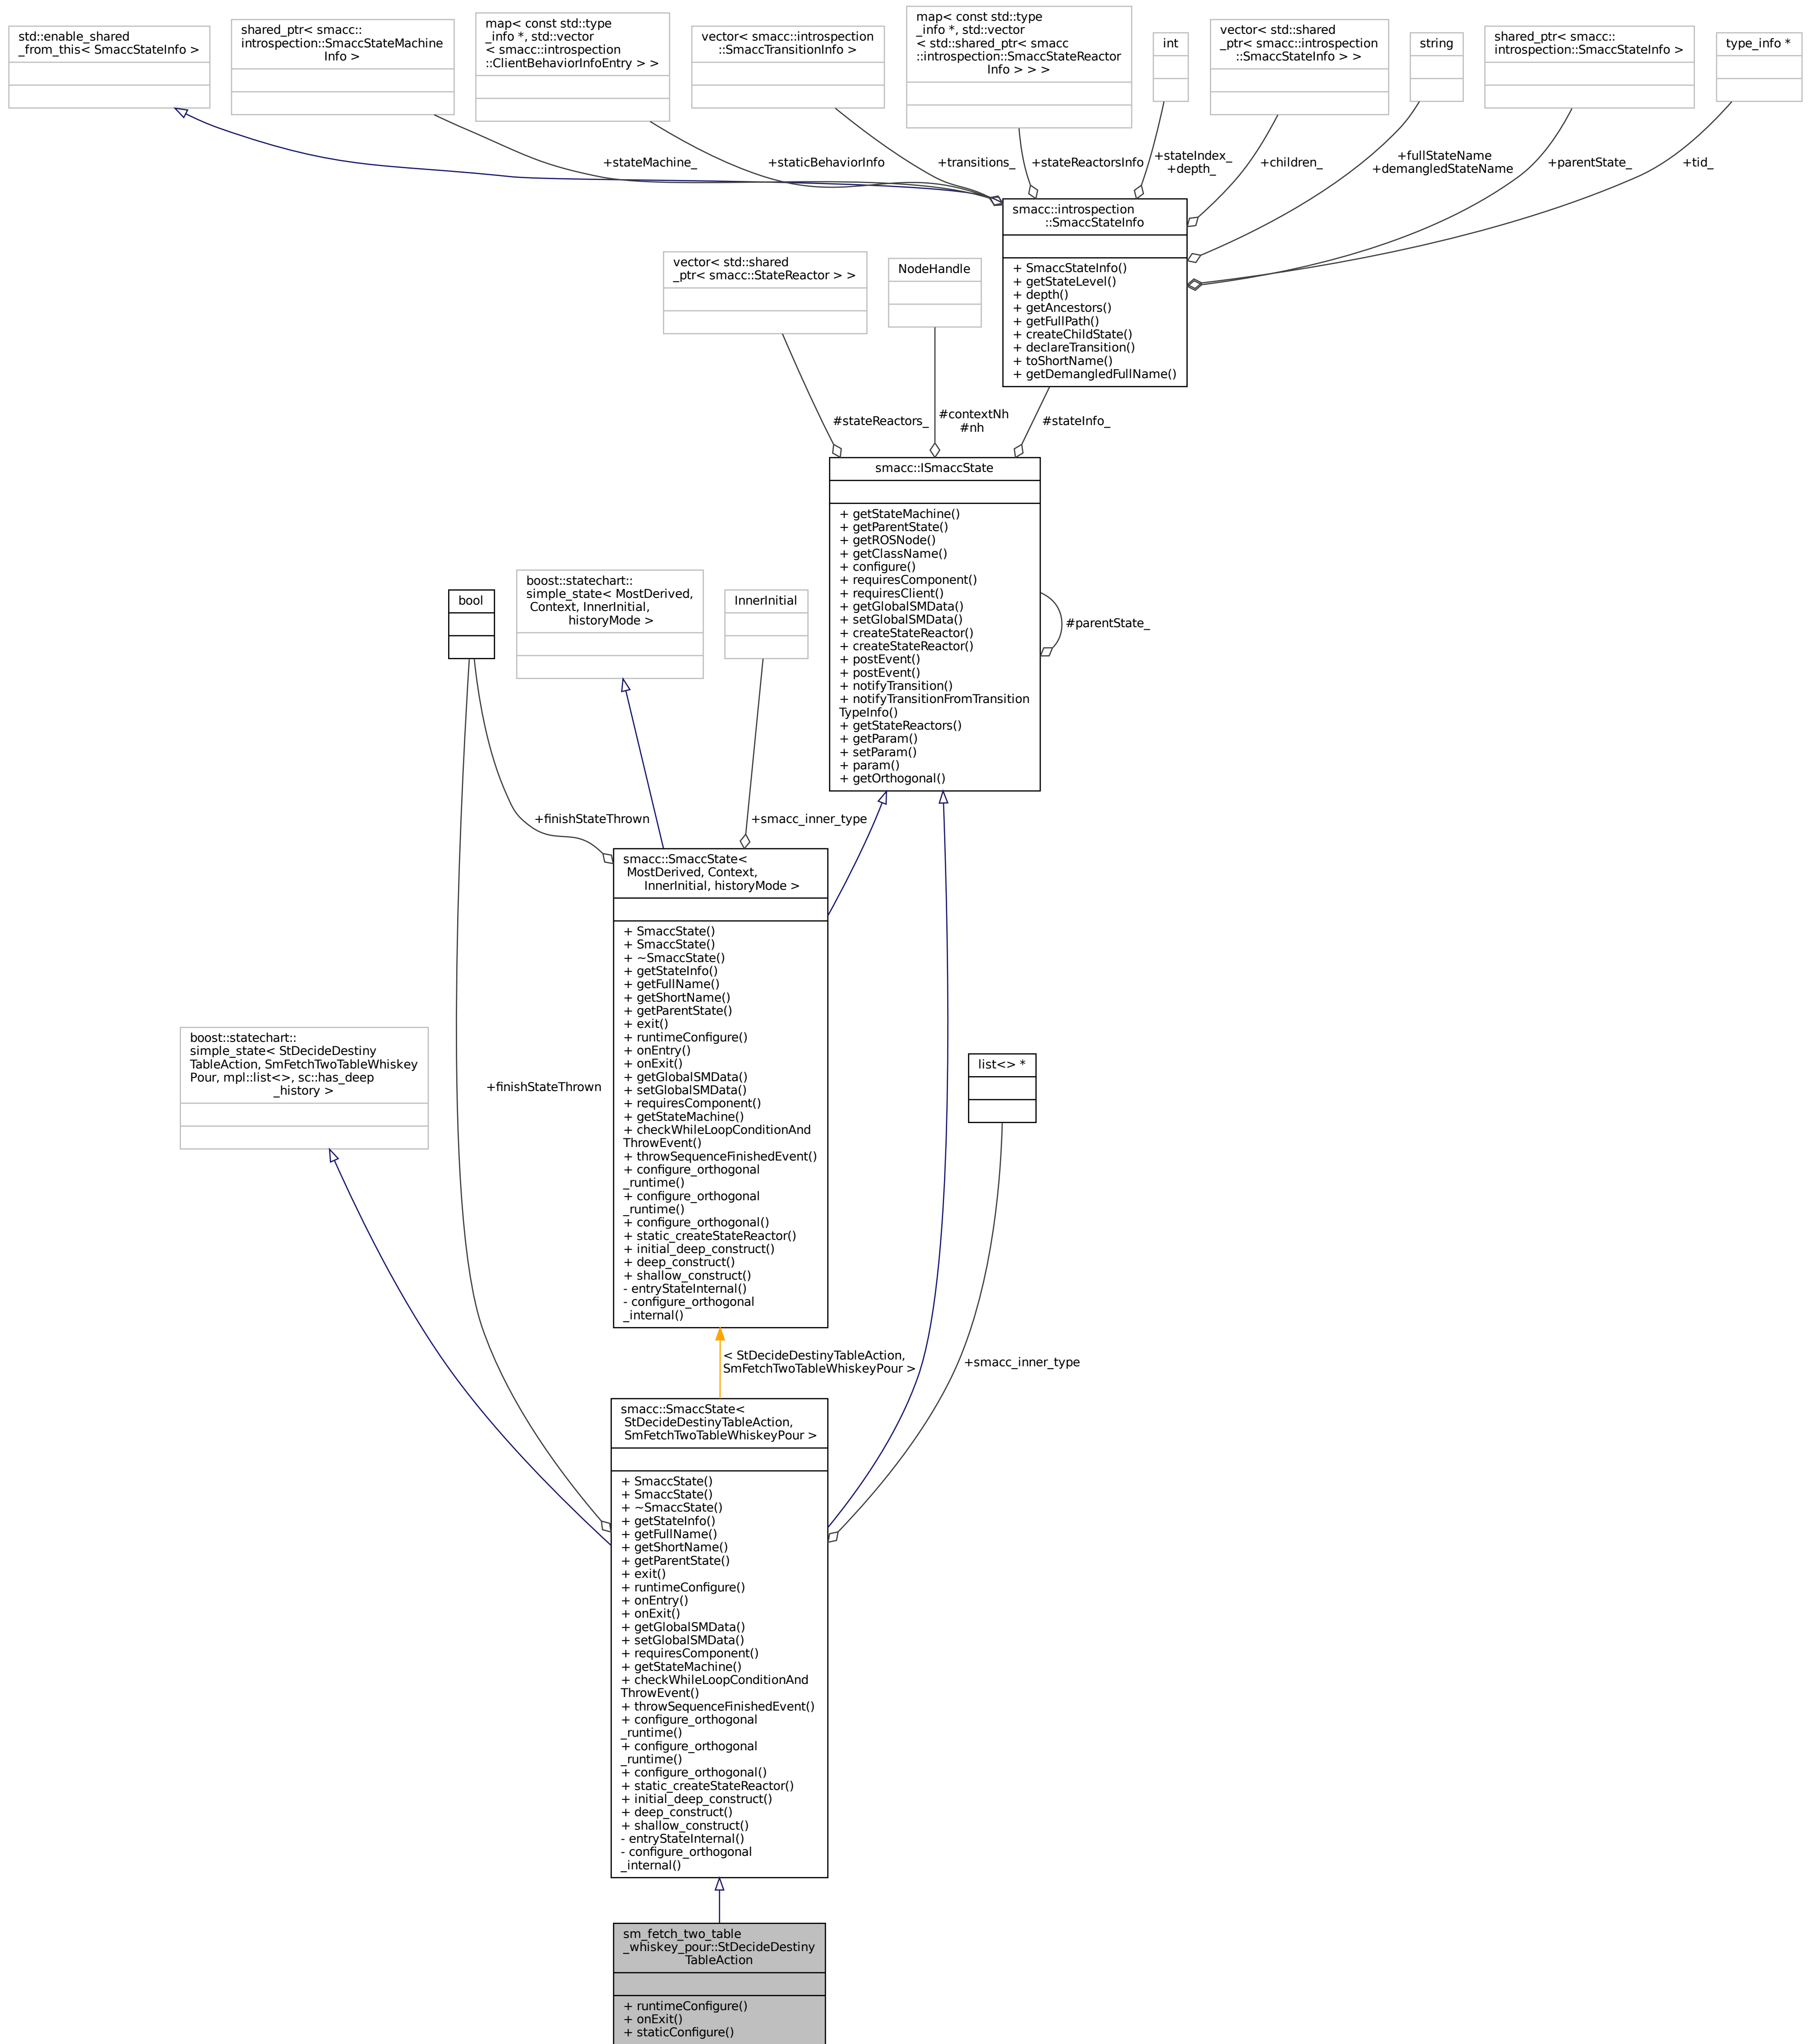 std::enable_shared
_from_this< SmaccStateInfo >
shared_ptr< smacc::
introspection::SmaccStateMachine
Info >
map< const std::type
_info *, std::vector
< smacc::introspection
::ClientBehaviorInfoEntry > >
vector< smacc::introspection
::SmaccTransitionInfo >
map< const std::type
_info *, std::vector
< std::shared_ptr< smacc
::introspection::SmaccStateReactor
Info > > >
int
vector< std::shared
_ptr< smacc::introspection
::SmaccStateInfo > >
string
shared_ptr< smacc::
introspection::SmaccStateInfo >
type_info *
+stateMachine_
+staticBehaviorInfo
+transitions_
+stateReactorsInfo
+stateIndex_
+depth_
+children_
+fullStateName
+demangledStateName
+parentState_
+tid_
smacc::introspection
::SmaccStateInfo
+ SmaccStateInfo()
+ getStateLevel()
+ depth()
+ getAncestors()
+ getFullPath()
+ createChildState()
+ declareTransition()
+ toShortName()
+ getDemangledFullName()
vector< std::shared
_ptr< smacc::StateReactor > >
NodeHandle
#stateReactors_
#contextNh
#nh
#stateInfo_
smacc::ISmaccState
+ getStateMachine()
+ getParentState()
+ getROSNode()
+ getClassName()
+ configure()
+ requiresComponent()
+ requiresClient()
+ getGlobalSMData()
+ setGlobalSMData()
+ createStateReactor()
+ createStateReactor()
+ postEvent()
+ postEvent()
+ notifyTransition()
+ notifyTransitionFromTransition
TypeInfo()
+ getStateReactors()
+ getParam()
+ setParam()
+ param()
+ getOrthogonal()
#parentState_
bool
boost::statechart::
simple_state< MostDerived,
Context, InnerInitial,
historyMode >
InnerInitial
+finishStateThrown
+smacc_inner_type
smacc::SmaccState<
MostDerived, Context,
InnerInitial, historyMode >
+ SmaccState()
+ SmaccState()
+ ~SmaccState()
+ getStateInfo()
+ getFullName()
+ getShortName()
+ getParentState()
+ exit()
+ runtimeConfigure()
+ onEntry()
+ onExit()
+ getGlobalSMData()
+ setGlobalSMData()
+ requiresComponent()
+ getStateMachine()
+ checkWhileLoopConditionAnd
ThrowEvent()
+ throwSequenceFinishedEvent()
+ configure_orthogonal
_runtime()
+ configure_orthogonal
_runtime()
+ configure_orthogonal()
+ static_createStateReactor()
+ initial_deep_construct()
+ deep_construct()
+ shallow_construct()
- entryStateInternal()
- configure_orthogonal
_internal()
boost::statechart::
simple_state< StDecideDestiny
TableAction, SmFetchTwoTableWhiskey
Pour, mpl::list<>, sc::has_deep
_history >
+finishStateThrown
list<> *
< StDecideDestinyTableAction,
SmFetchTwoTableWhiskeyPour >
+smacc_inner_type
smacc::SmaccState<
StDecideDestinyTableAction,
SmFetchTwoTableWhiskeyPour >
+ SmaccState()
+ SmaccState()
+ ~SmaccState()
+ getStateInfo()
+ getFullName()
+ getShortName()
+ getParentState()
+ exit()
+ runtimeConfigure()
+ onEntry()
+ onExit()
+ getGlobalSMData()
+ setGlobalSMData()
+ requiresComponent()
+ getStateMachine()
+ checkWhileLoopConditionAnd
ThrowEvent()
+ throwSequenceFinishedEvent()
+ configure_orthogonal
_runtime()
+ configure_orthogonal
_runtime()
+ configure_orthogonal()
+ static_createStateReactor()
+ initial_deep_construct()
+ deep_construct()
+ shallow_construct()
- entryStateInternal()
- configure_orthogonal
_internal()
sm_fetch_two_table
_whiskey_pour::StDecideDestiny
TableAction
+ runtimeConfigure()
+ onExit()
+ staticConfigure()